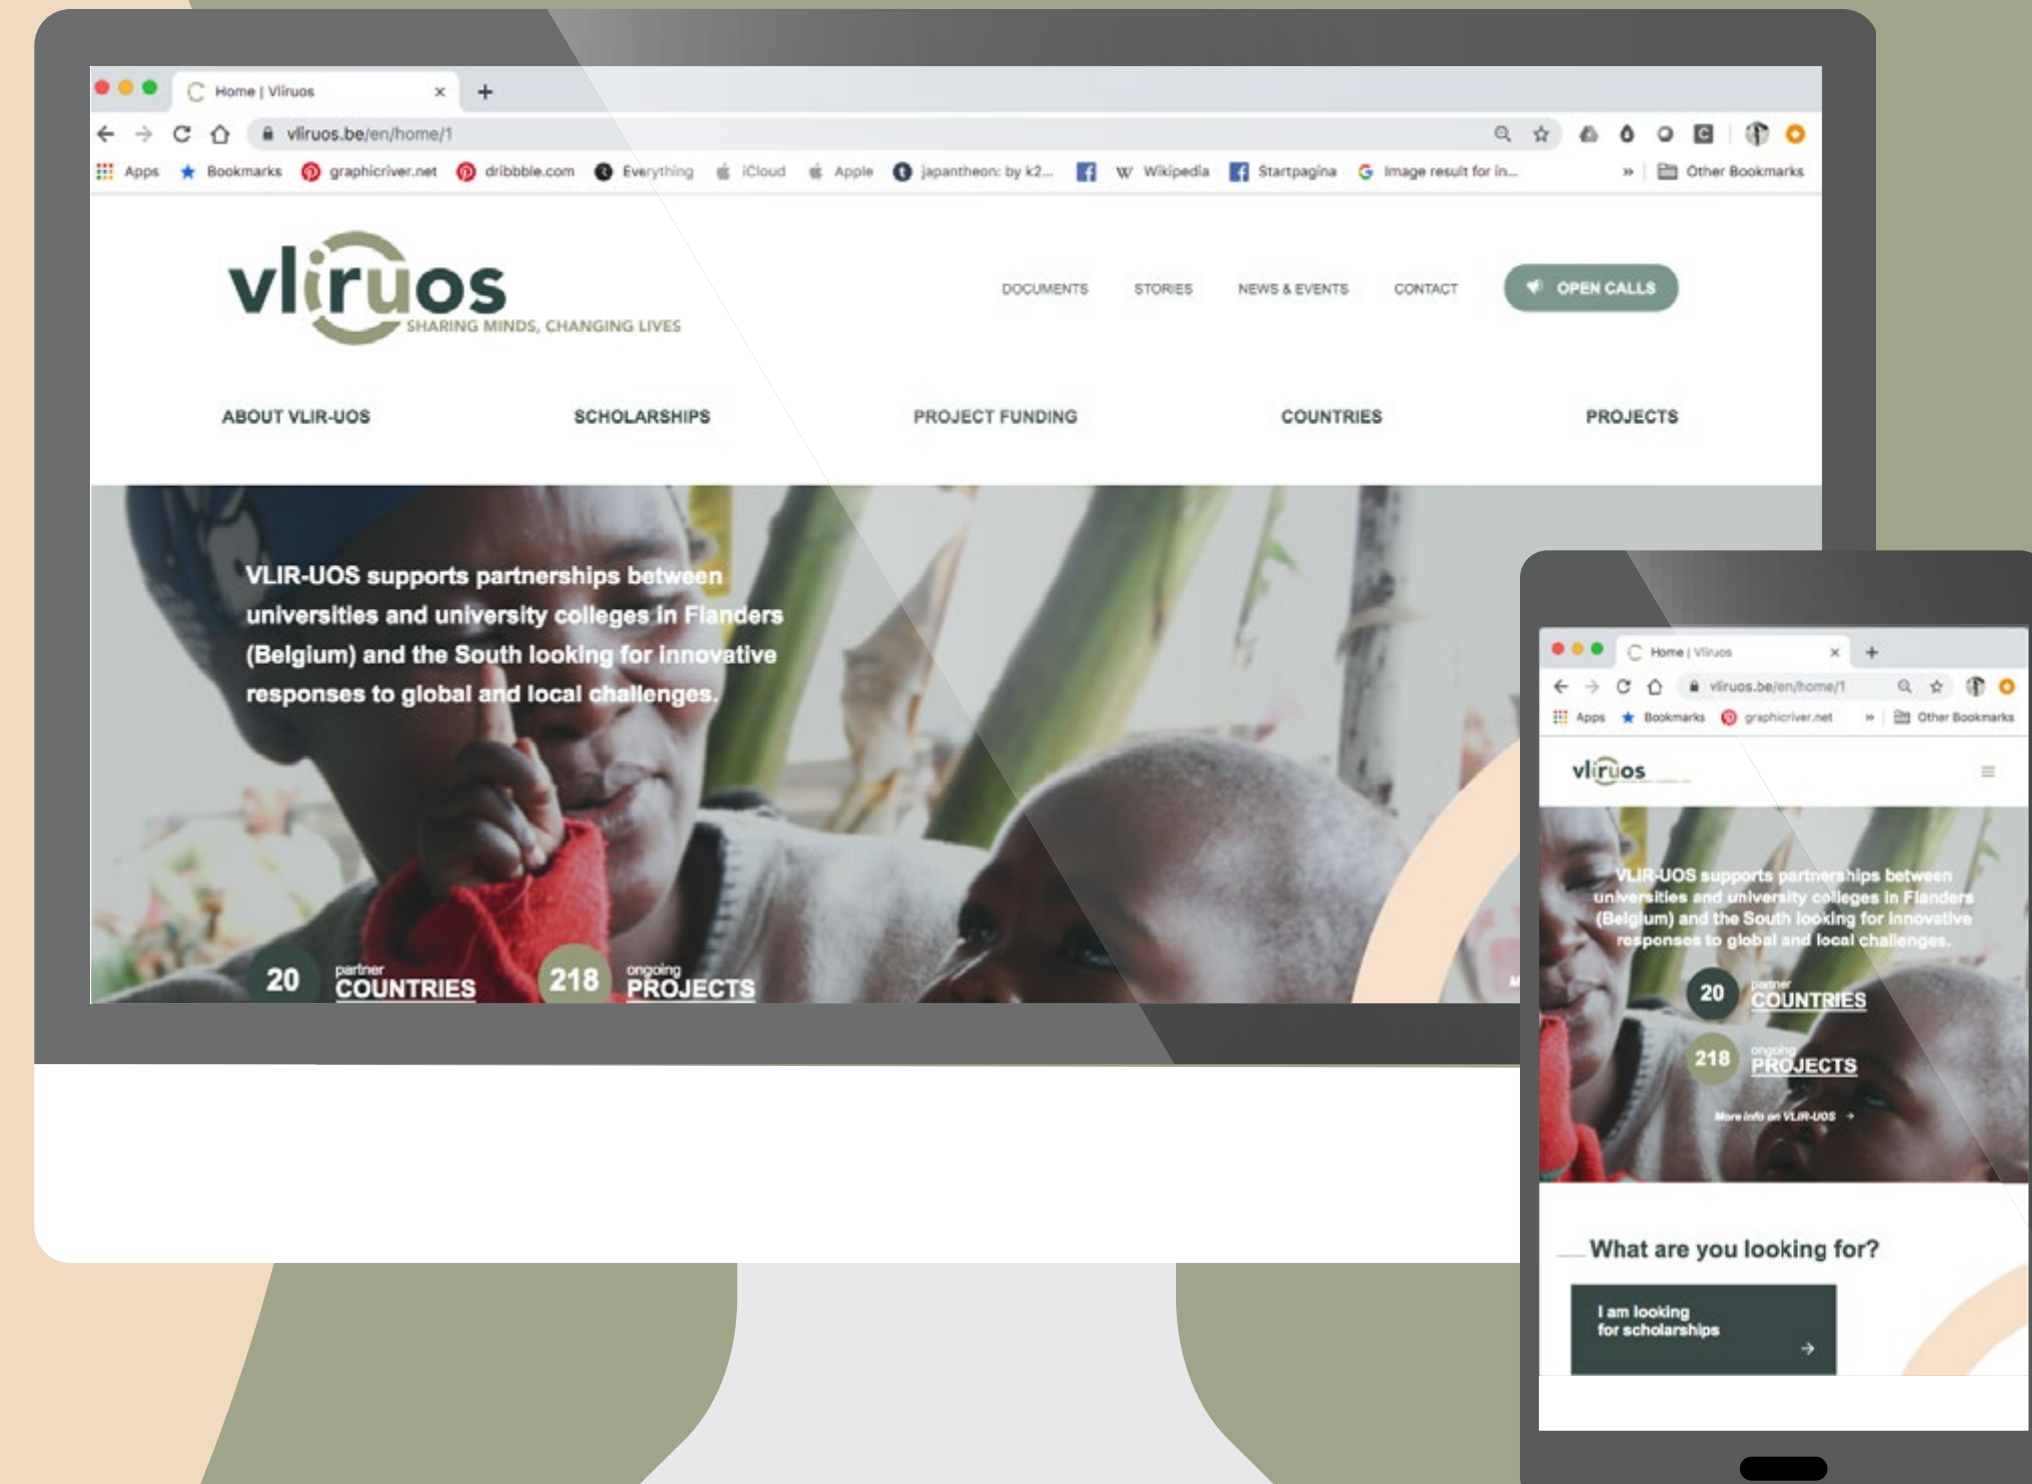 Home | Vliruos
vliruos.be/en/home/1
Apps Bookmarks graphicriver.net dribbble.com Everything iCloud Apple japantheon: by k2... Wikipedia Startpagina Image result for in... » Other Bookmarks
vliruos
SHARING MINDS, CHANGING LIVES
DOCUMENTS STORIES NEWS & EVENTS CONTACT OPEN CALLS
ABOUT VLIR-UOS SCHOLARSHIPS PROJECT FUNDING COUNTRIES PROJECTS
VLIR-UOS supports partnerships between
universities and university colleges in Flanders
(Belgium) and the South looking for innovative
responses to global and local challenges.
20 partner COUNTRIES 218 ongoing PROJECTS
Home | Vliruos
vliruos.be/en/home/1
Apps Bookmarks graphicriver.net » Other Bookmarks
vliruos
VLIR-UOS supports partnerships between
universities and university colleges in Flanders
(Belgium) and the South looking for innovative
responses to global and local challenges.
20 partner COUNTRIES
218 ongoing PROJECTS
More info on VLIR-UOS
What are you looking for?
I am looking
for scholarships